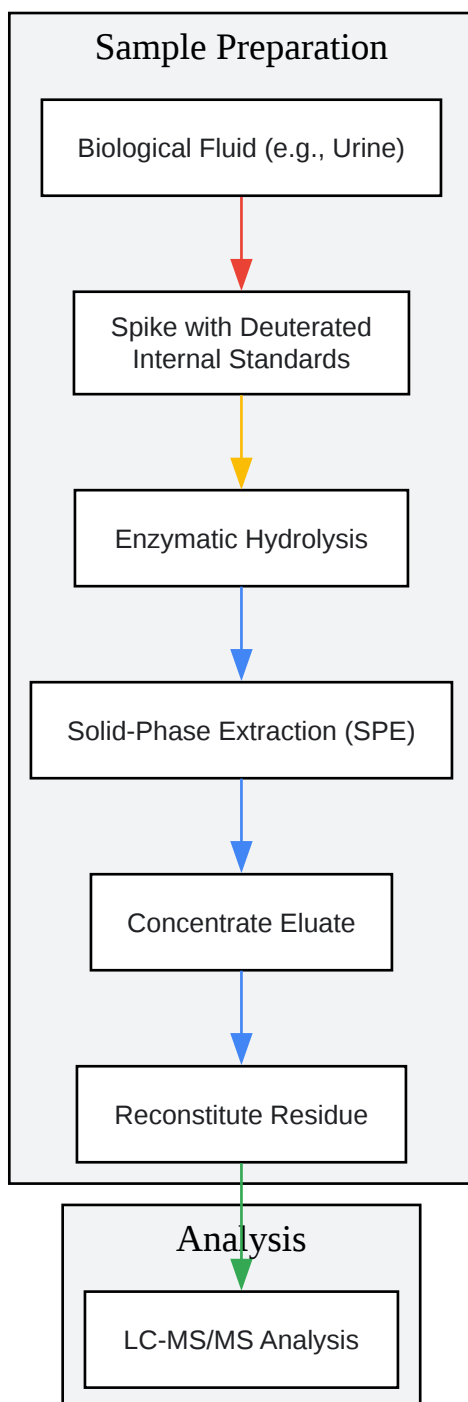 Sample Preparation
Biological Fluid (e.g., Urine)
Spike with Deuterated
Internal Standards
Enzymatic Hydrolysis
Solid-Phase Extraction (SPE)
Concentrate Eluate
Reconstitute Residue
Analysis
LC-MS/MS Analysis